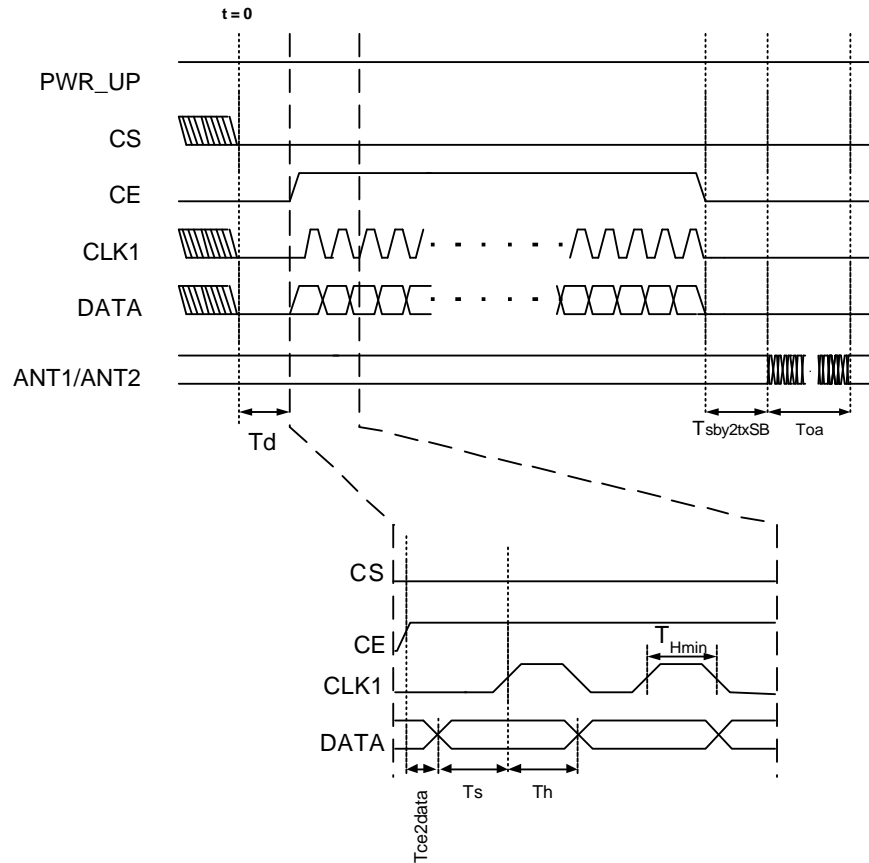 t = 0
PWR_UP
CS
CE
CLK1
DATA
ANT1/ANT2
Td
Tsby2txSB
Toa
CS
CE
THmin
CLK1
DATA
Tce2data
Ts
Th